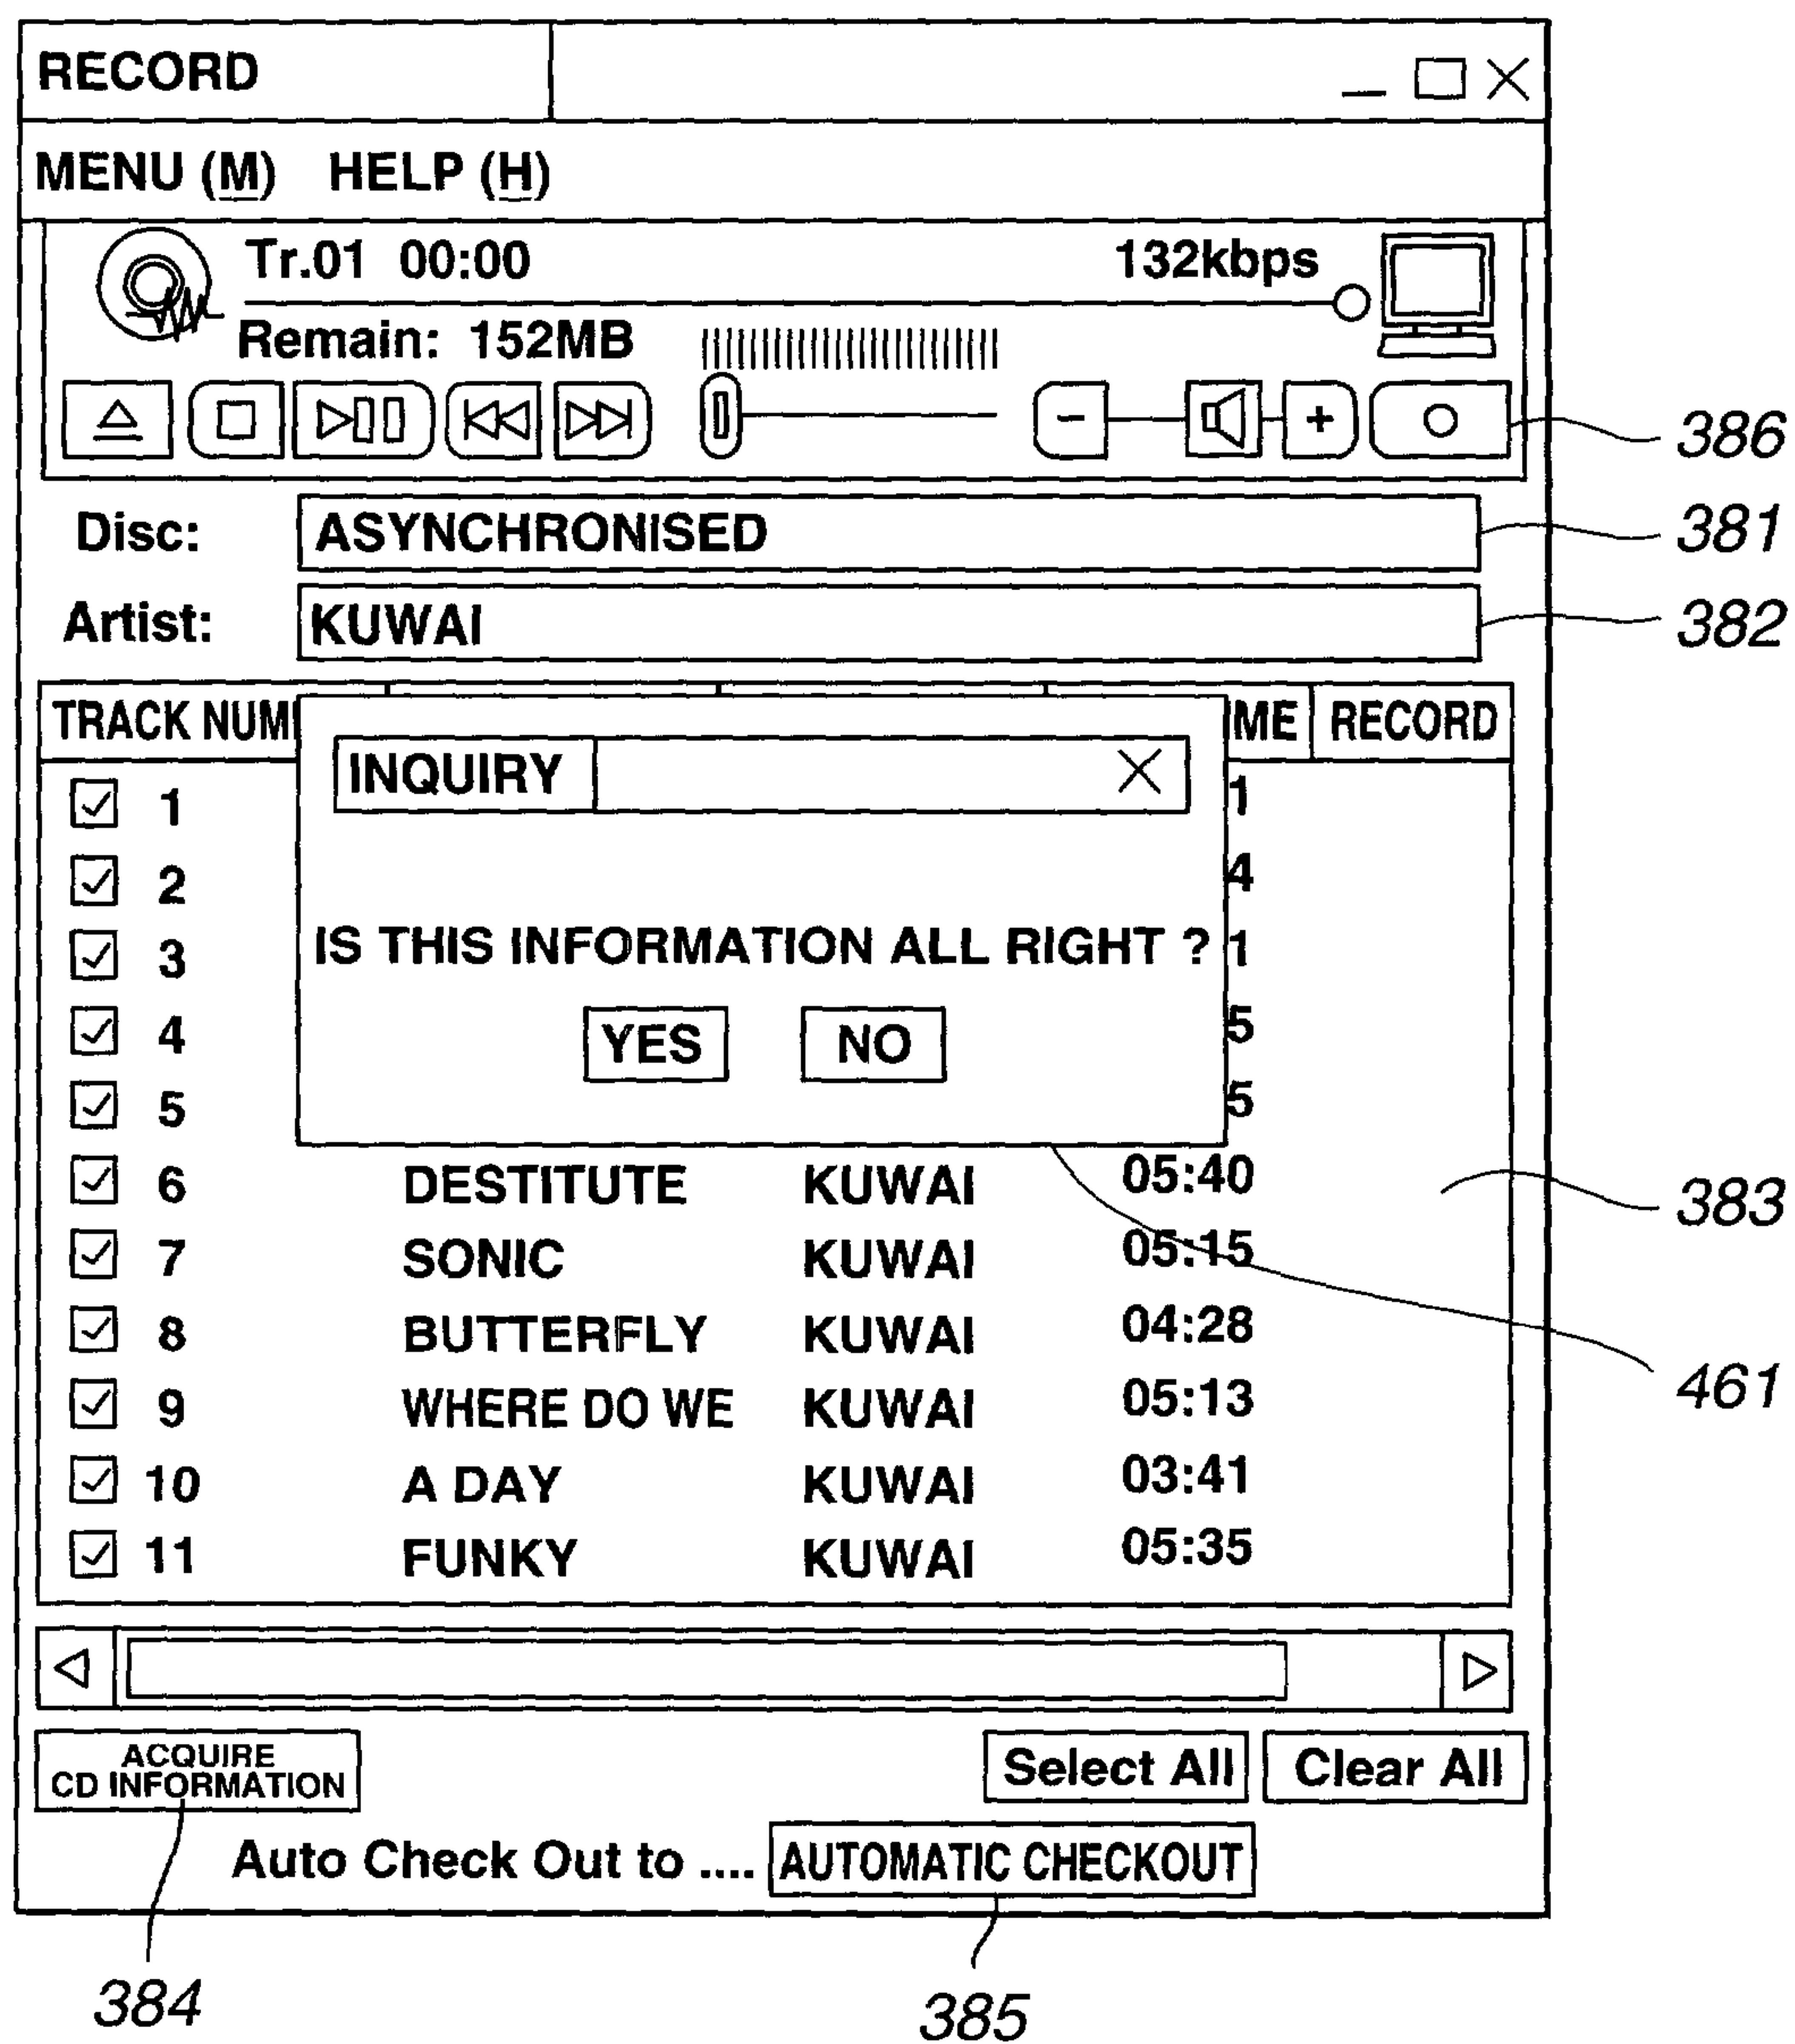 RECORD
MENU (M) HELP (H)
Tr.01 00:00 132kbps
Remain: 152MB
- +
386
Disc: ASYNCHRONISED
381
Artist: KUWAI
382
TRACK NUM ME RECORD
INQUIRY
1 1
2 4
IS THIS INFORMATION ALL RIGHT ?
3 1
4 5
YES NO
5 5
6 DESTITUTE KUWAI 05:40
383
7 SONIC KUWAI 05:15
8 BUTTERFLY KUWAI 04:28
461
9 WHERE DO WE KUWAI 05:13
10 A DAY KUWAI 03:41
11 FUNKY KUWAI 05:35
ACQUIRE
CD INFORMATION
Select All Clear All
Auto Check Out to .... AUTOMATIC CHECKOUT
384
385